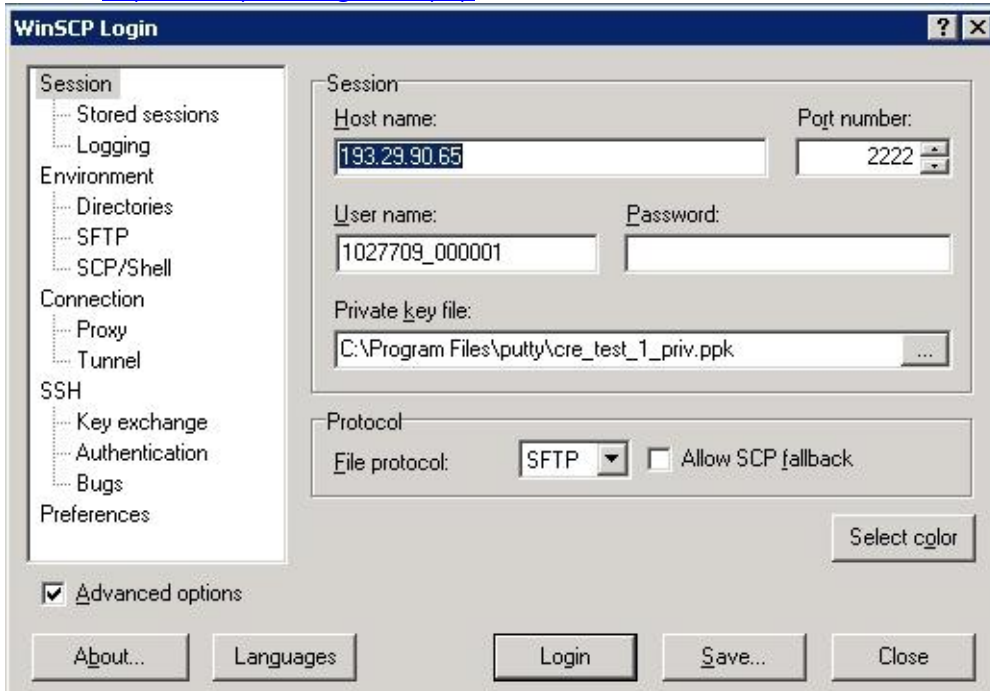 WinSCP Login
Session
Stored sessions
Logging
Environment
Directories
SFTP
SCP/Shell
Connection
Proxy
Tunnel
SSH
Key exchange
Authentication
Bugs
Preferences
Advanced options
Session
Host name:
Port number:
193.29.90.65
2222
User name:
Password:
1027709_000001
Private key file:
C:\Program Files\putty\cre_test_1_priv.ppk
...
Protocol
File protocol:
SFTP
Allow SCP fallback
Select color
About...
Languages
Login
Save...
Close